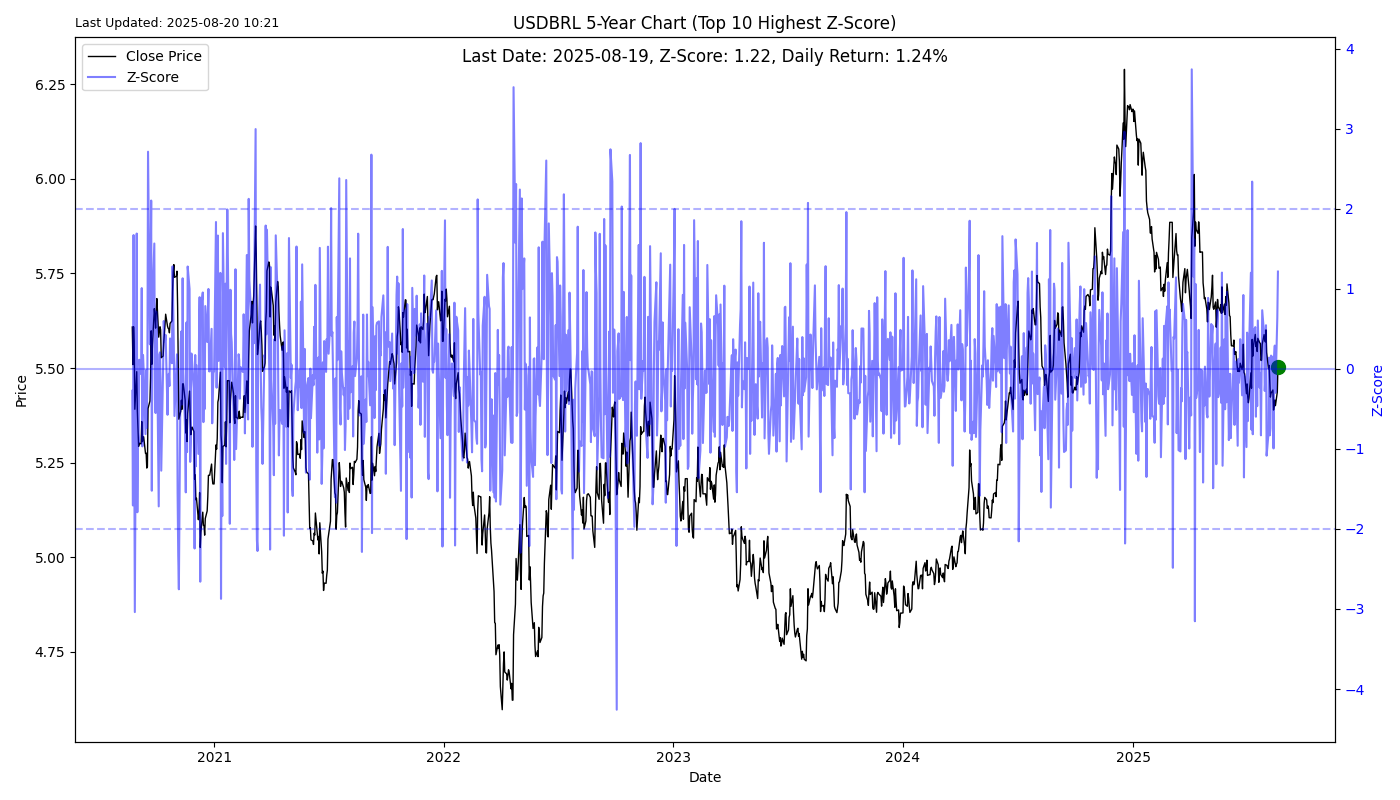 Last Updated: 2025-08-20 10:21
USDBRL 5-Year Chart (Top 10 Highest Z-Score)
Last Date: 2025-08-19, Z-Score: 1.22, Daily Return: 1.24%
Close Price
Z-Score
6.25
6.00
5.75
5.50
5.25
5.00
4.75
Price
4
3
2
1
0
−1
−2
−3
−4
Z-Score
2021
2022
2023
2024
2025
Date